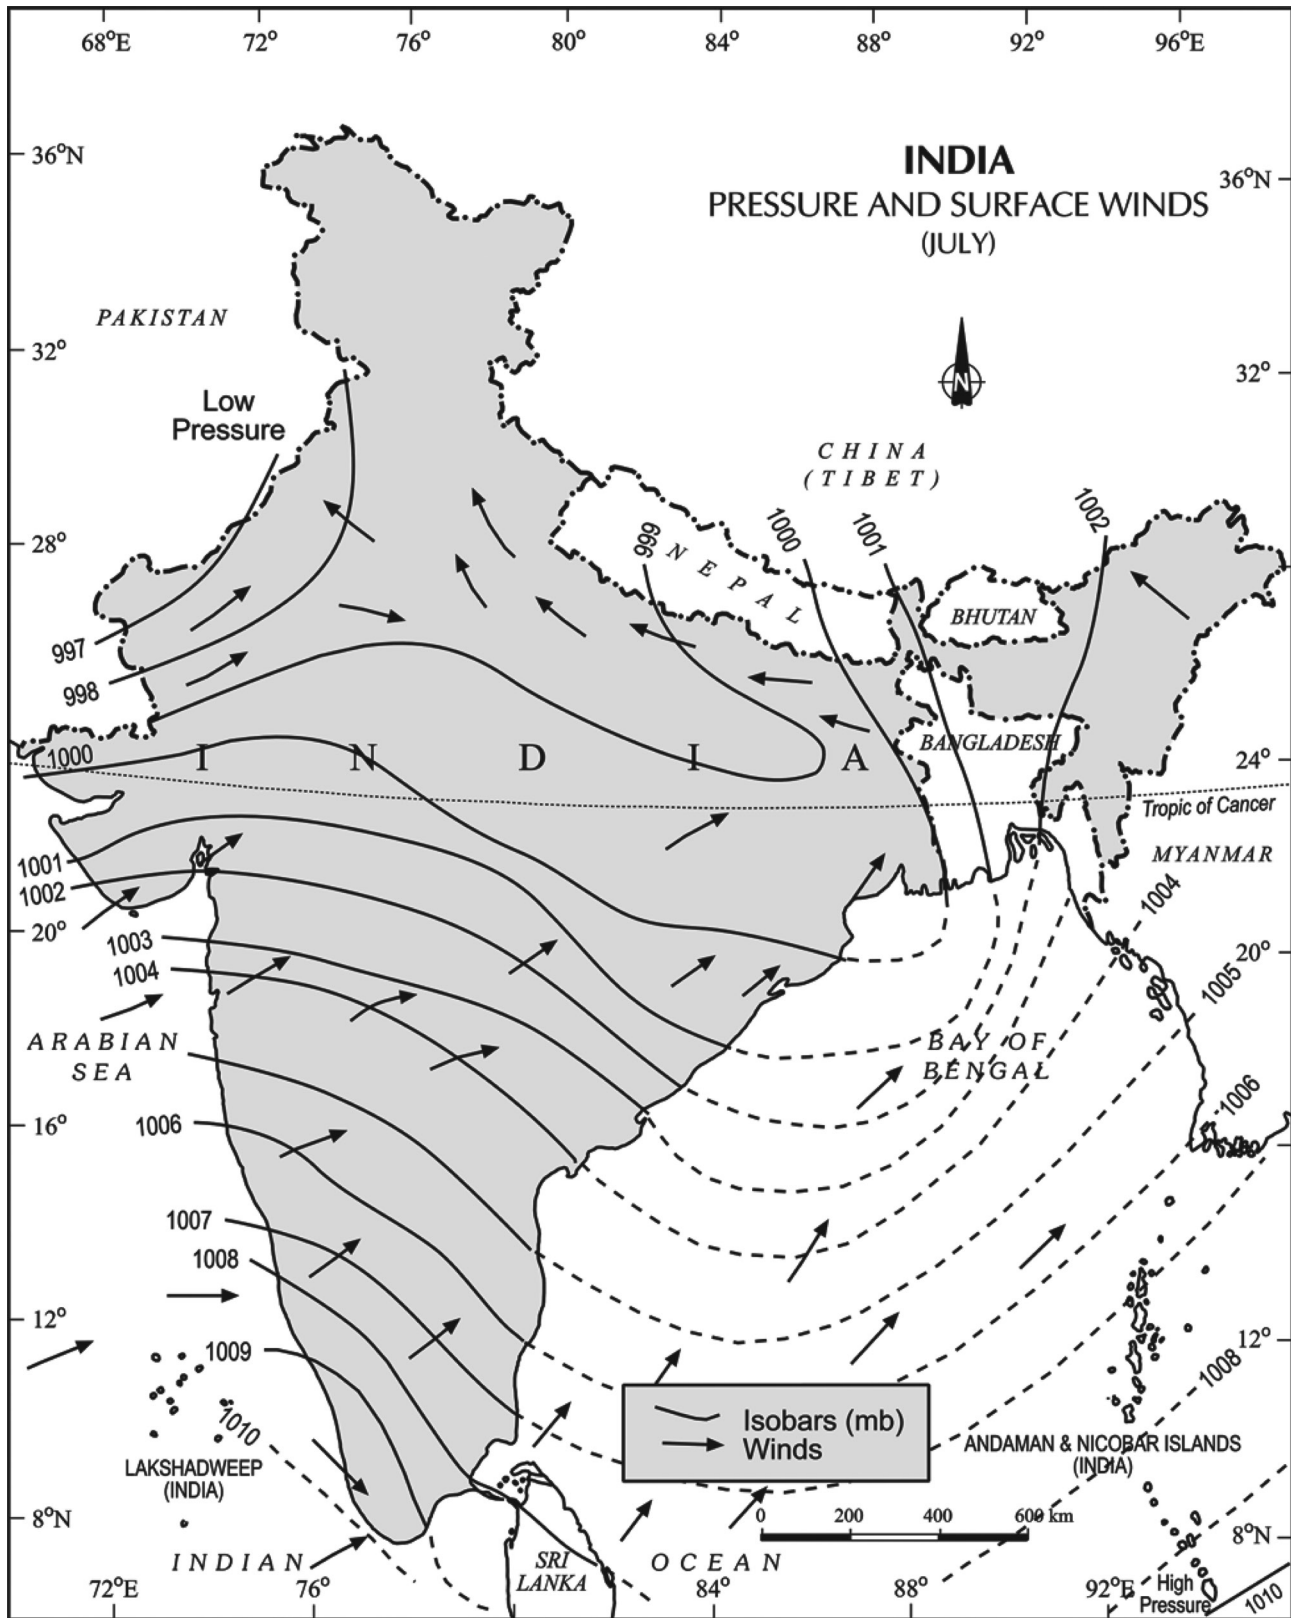 68°E 72° 76° 80° 84° 88° 92° 96°E
36°N
INDIA
36°N
PRESSURE AND SURFACE WINDS
(JULY)
PAKISTAN
N
32°
32°
Low
Pressure
CHINA
(TIBET)
1000
1001
1002
28°
999
NEPAL
BHUTAN
997
998
1000
INDIA
BANGLADESH
24°
Tropic of Cancer
MYANMAR
1001
1002
1004
20°
1003
20°
1004
1005
ARABIAN
SEA
BAY OF
BENGAL
16°
1006
1006
1007
1008
12°
12°
1009
1008
1010
Isobars (mb)
Winds
ANDAMAN & NICOBAR ISLANDS
(INDIA)
LAKSHADWEEP
(INDIA)
0 200 400 600 km
8°N
8°N
INDIAN
OCEAN
SRI
LANKA
High
Pressure
1010
72°E 76° 84° 88° 92°E